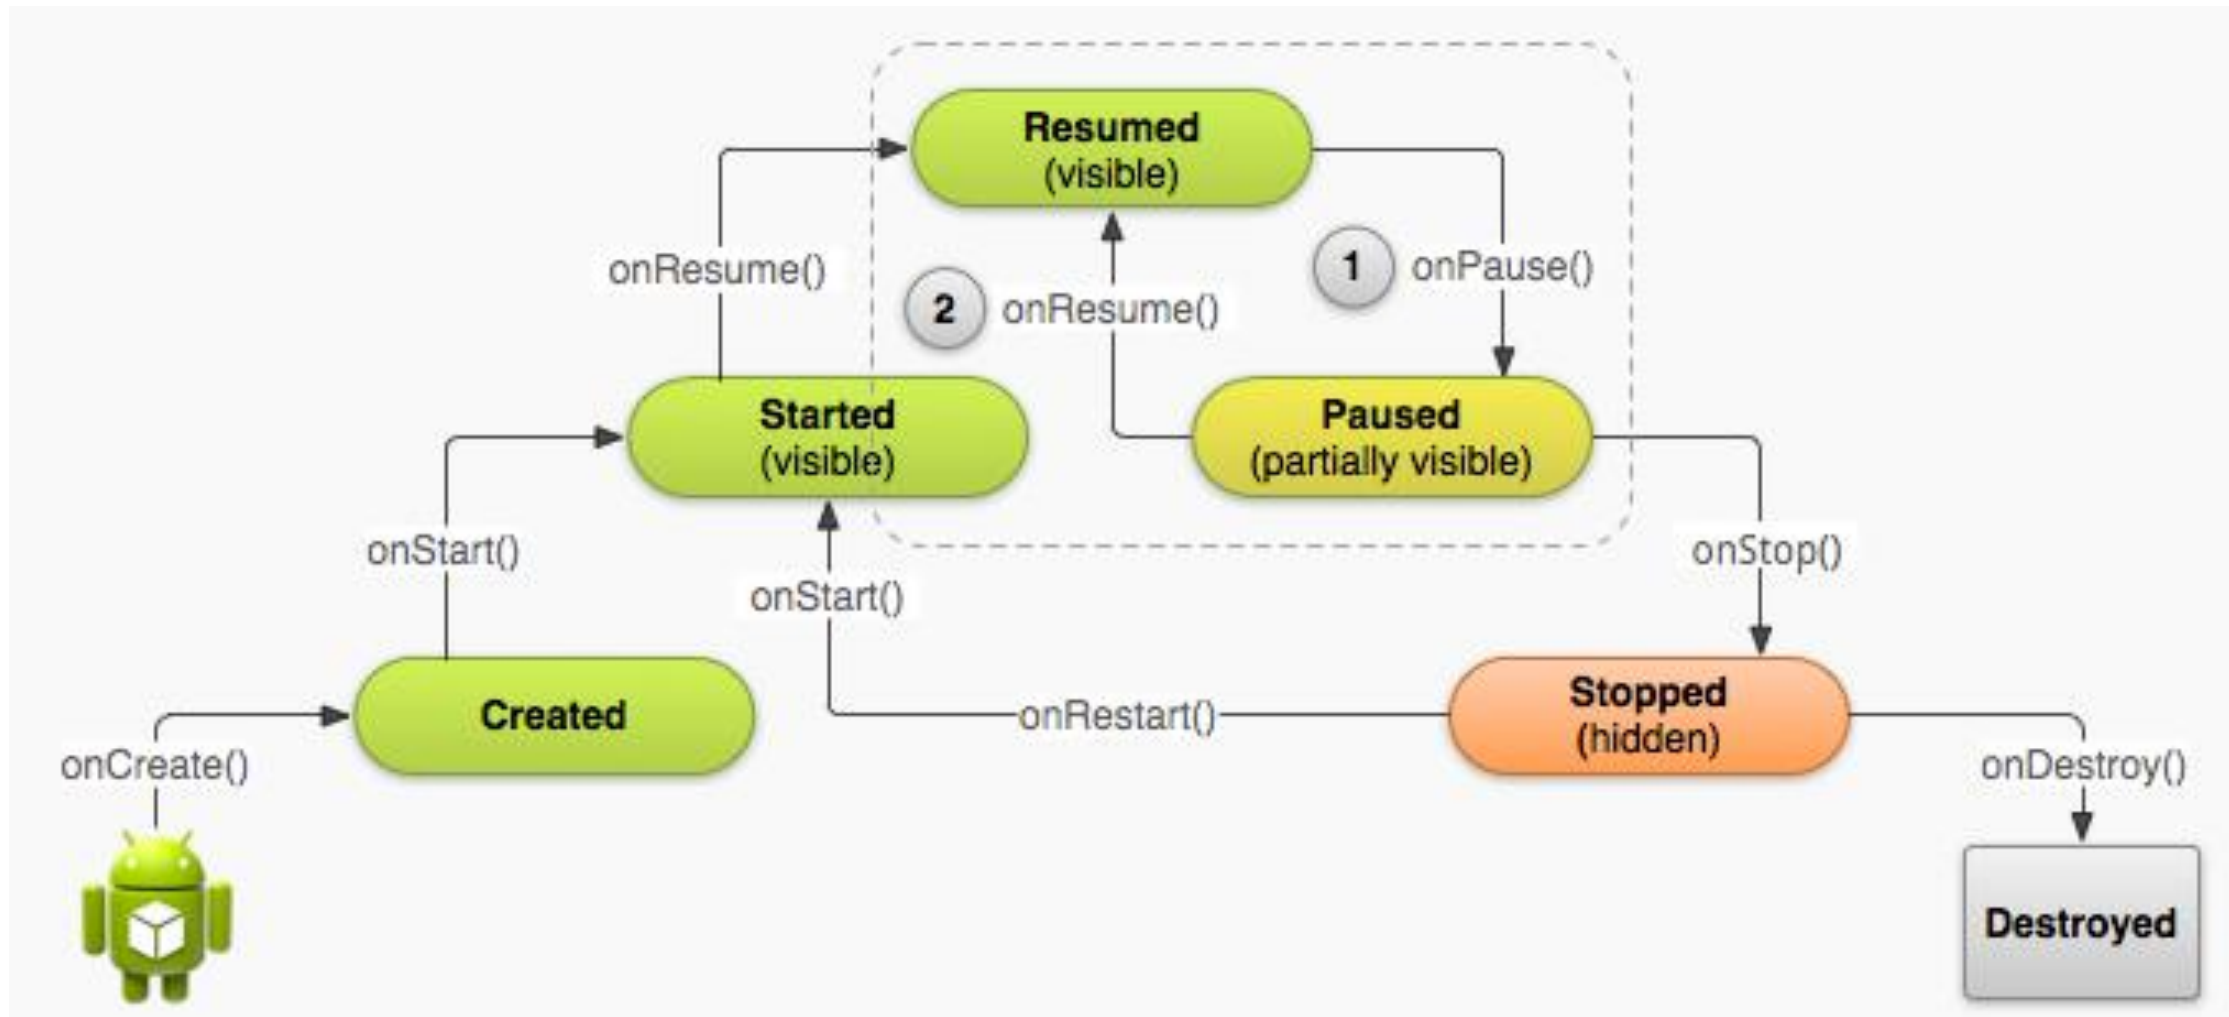 Resumed
(visible)
onResume()
2
onResume()
1
onPause()
Started
(visible)
Paused
(partially visible)
onStart()
onStart()
onStop()
Created
onRestart()
Stopped
(hidden)
onCreate()
onDestroy()
Destroyed